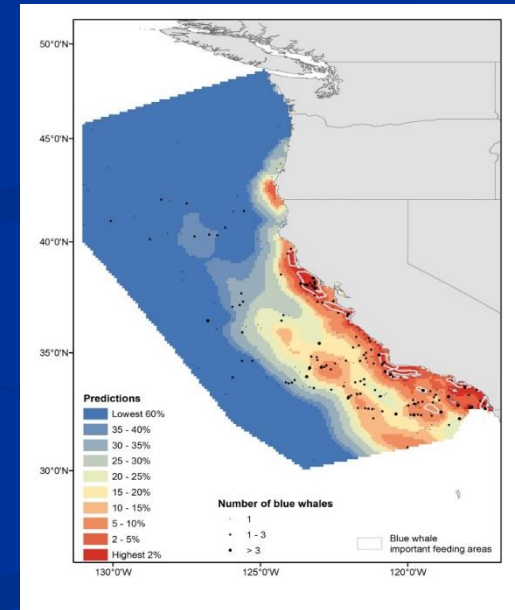 50°0'N
45°0'N
40°0'N
35°0'N
30°0'N
Predictions
Lowest 60%
35 - 40%
30 - 35%
25 - 30%
20 - 25%
15 - 20%
10 - 15%
5 - 10%
2 - 5%
Highest 2%
Number of blue whales
1
1 - 3
> 3
Blue whale
important feeding areas
130°0'W
125°0'W
120°0'W